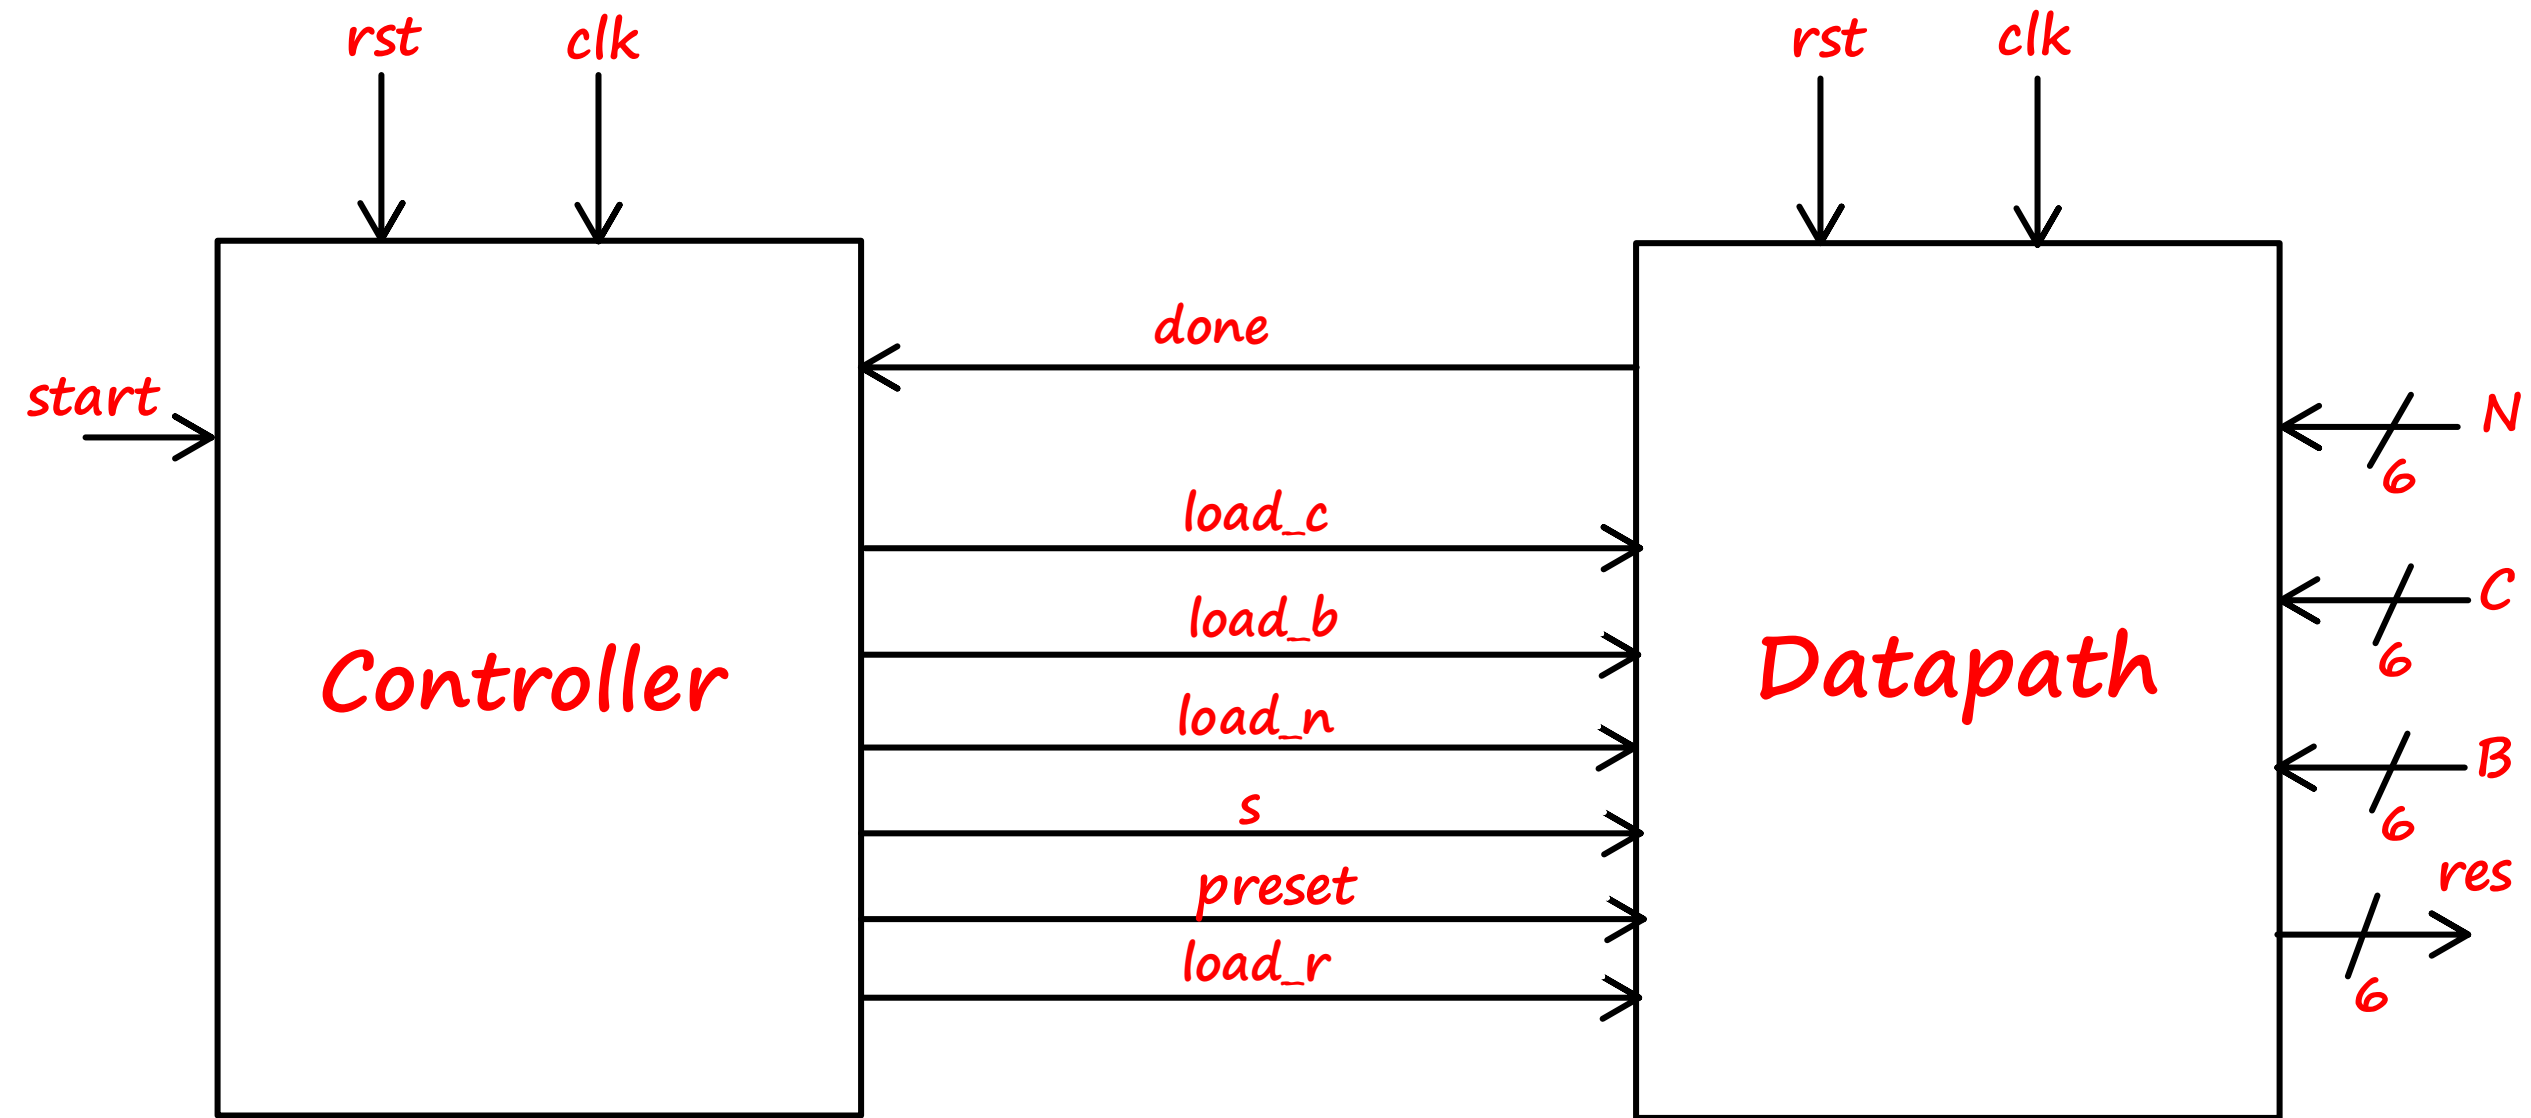 rst
clk
rst
clk
done
start
N
6
load_c
C
load_b
6
Controller
Datapath
load_n
B
s
6
preset
res
load_r
6